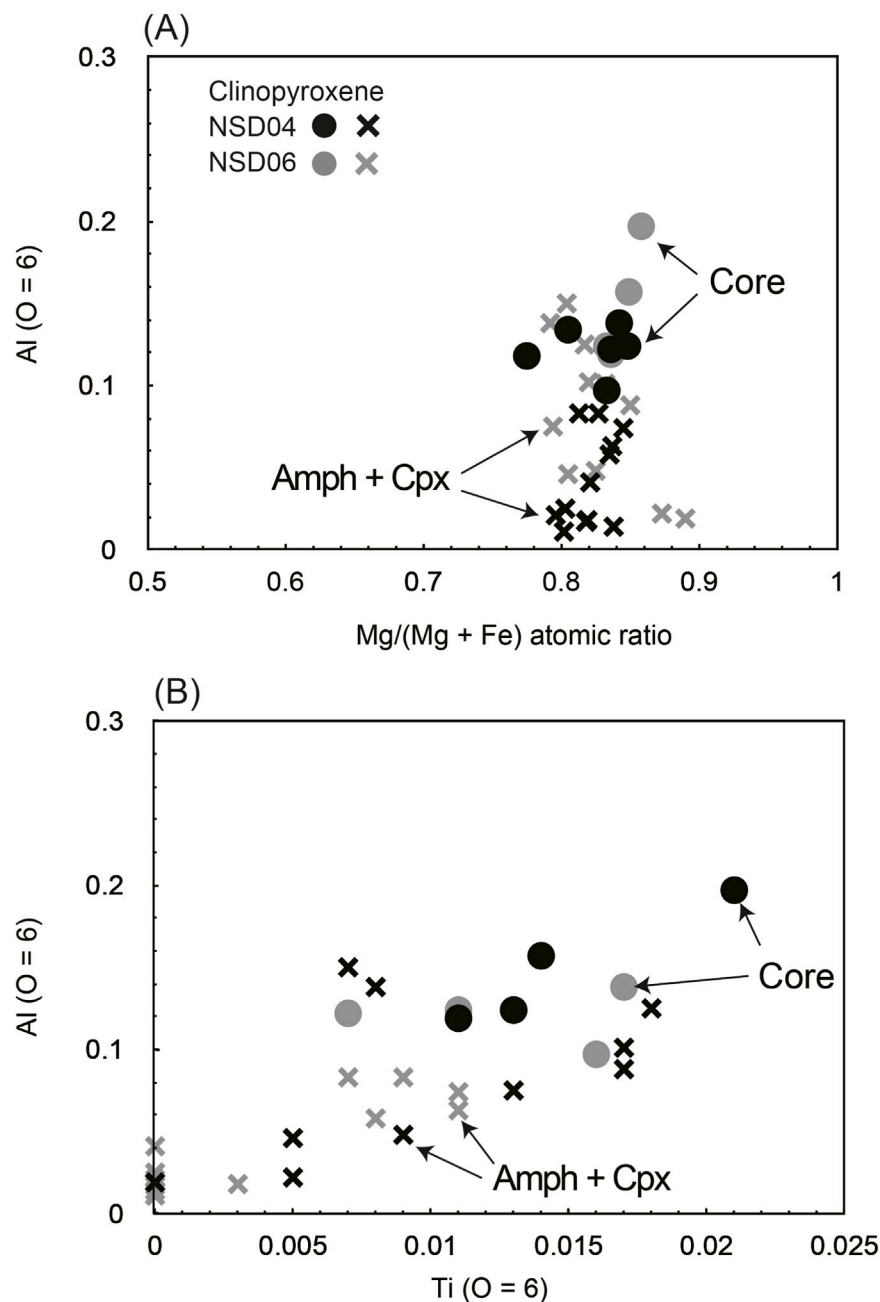 (A)
0.3
Clinopyroxene
NSD04
NSD06
0.2
Core
Al (O = 6)
0.1
Amph + Cpx
0
0.5 0.6 0.7 0.8 0.9 1
Mg/(Mg + Fe) atomic ratio
(B)
0.3
0.2
Core
Al (O = 6)
0.1
Amph + Cpx
0
0 0.005 0.01 0.015 0.02 0.025
Ti (O = 6)